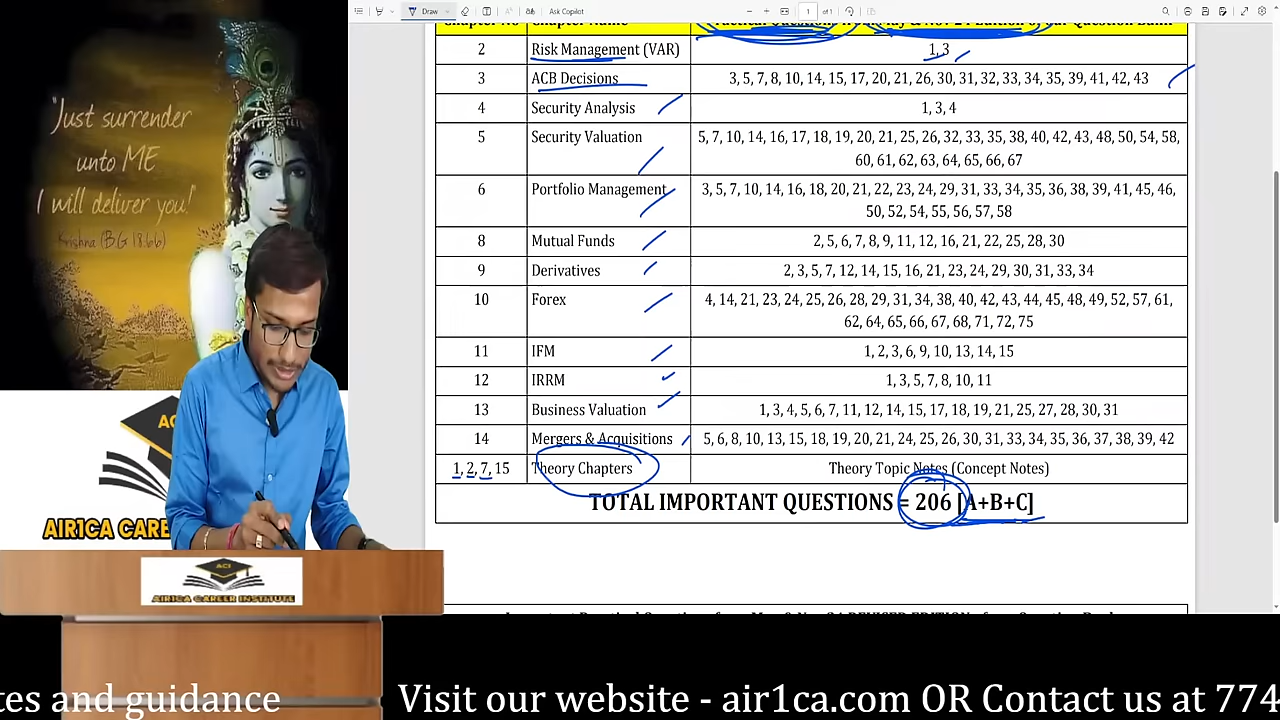 Chapter Name
2 Risk Management (VAR) 1, 3
3 ACB Decisions 3, 5, 7, 8, 10, 14, 15, 17, 20, 21, 26, 30, 31, 32, 33, 34, 35, 39, 41, 42, 43
4 Security Analysis 1, 3, 4
5 Security Valuation 5, 7, 10, 14, 16, 17, 18, 19, 20, 21, 25, 26, 32, 33, 35, 38, 40, 42, 43, 48, 50, 54, 58,
60, 61, 62, 63, 64, 65, 66, 67
6 Portfolio Management 3, 5, 7, 10, 14, 16, 18, 20, 21, 22, 23, 24, 29, 31, 33, 34, 35, 36, 38, 39, 41, 45, 46,
50, 52, 54, 55, 56, 57, 58
8 Mutual Funds 2, 5, 6, 7, 8, 9, 11, 12, 16, 21, 22, 25, 28, 30
9 Derivatives 2, 3, 5, 7, 12, 14, 15, 16, 21, 23, 24, 29, 30, 31, 33, 34
10 Forex 4, 14, 21, 23, 24, 25, 26, 28, 29, 31, 34, 38, 40, 42, 43, 44, 45, 48, 49, 52, 57, 61,
62, 64, 65, 66, 67, 68, 71, 72, 75
11 IFM 1, 2, 3, 6, 9, 10, 13, 14, 15
12 IRRM 1, 3, 5, 7, 8, 10, 11
13 Business Valuation 1, 3, 4, 5, 6, 7, 11, 12, 14, 15, 17, 18, 19, 21, 25, 27, 28, 30, 31
14 Mergers & Acquisitions 5, 6, 8, 10, 13, 15, 18, 19, 20, 21, 24, 25, 26, 30, 31, 33, 34, 35, 36, 37, 38, 39, 42
1, 2, 7, 15 Theory Chapters Theory Topic Notes (Concept Notes)
TOTAL IMPORTANT QUESTIONS = 206 [A+B+C]
Draw
Ask Copilot
1 of 1
"Just surrender
unto ME
I will deliver you!"
Krishna (BG 18:66)
AC
AIR1CA CARE
ACI
AIR1CA CAREER INSTITUTE
tes and guidance Visit our website - air1ca.com OR Contact us at 774